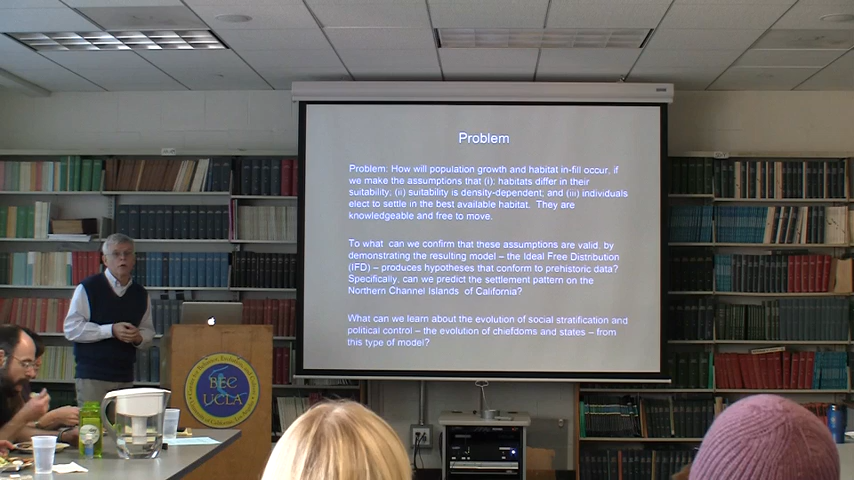 Problem
Problem: How will population growth and habitat in-fill occur, if
we make the assumptions that (i): habitats differ in their
suitability; (ii) suitability is density-dependent; and (iii) individuals
elect to settle in the best available habitat. They are
knowledgeable and free to move.
To what can we confirm that these assumptions are valid, by
demonstrating the resulting model – the Ideal Free Distribution
(IFD) – produces hypotheses that conform to prehistoric data?
Specifically, can we predict the settlement pattern on the
Northern Channel Islands of California?
What can we learn about the evolution of social stratification and
political control – the evolution of chiefdoms and states – from
this type of model?
BEC
UCLA